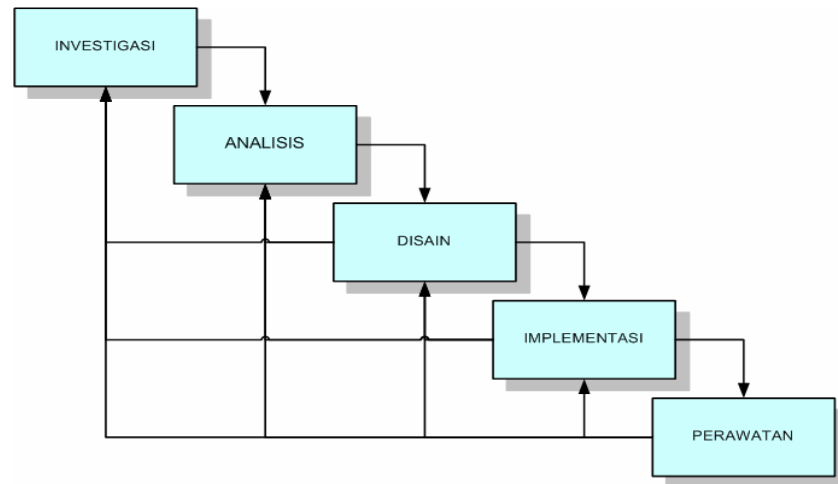 INVESTIGASI
ANALISIS
DISAIN
IMPLEMENTASI
PERAWATAN